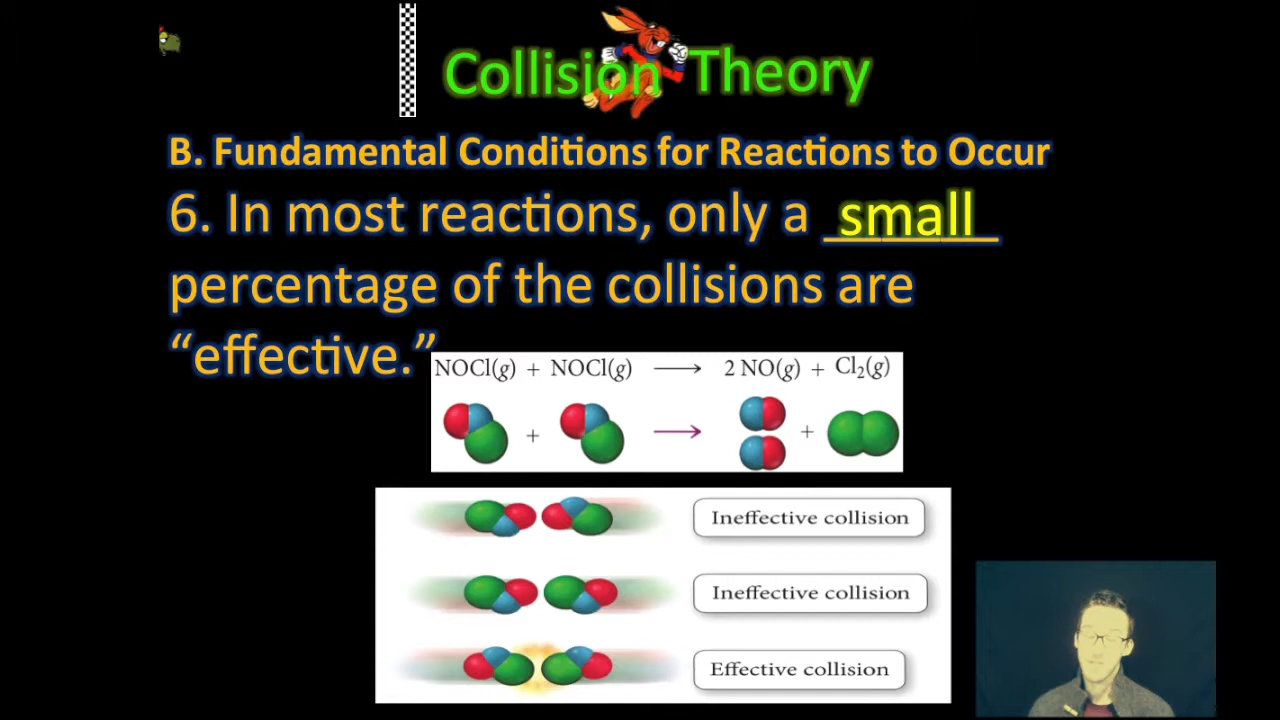 Collision Theory
B. Fundamental Conditions for Reactions to Occur
6. In most reactions, only a small
percentage of the collisions are
“effective.”
NOCl(g) + NOCl(g) ⟶ 2 NO(g) + Cl₂(g)
+ ⟶ +
Ineffective collision
Ineffective collision
Effective collision